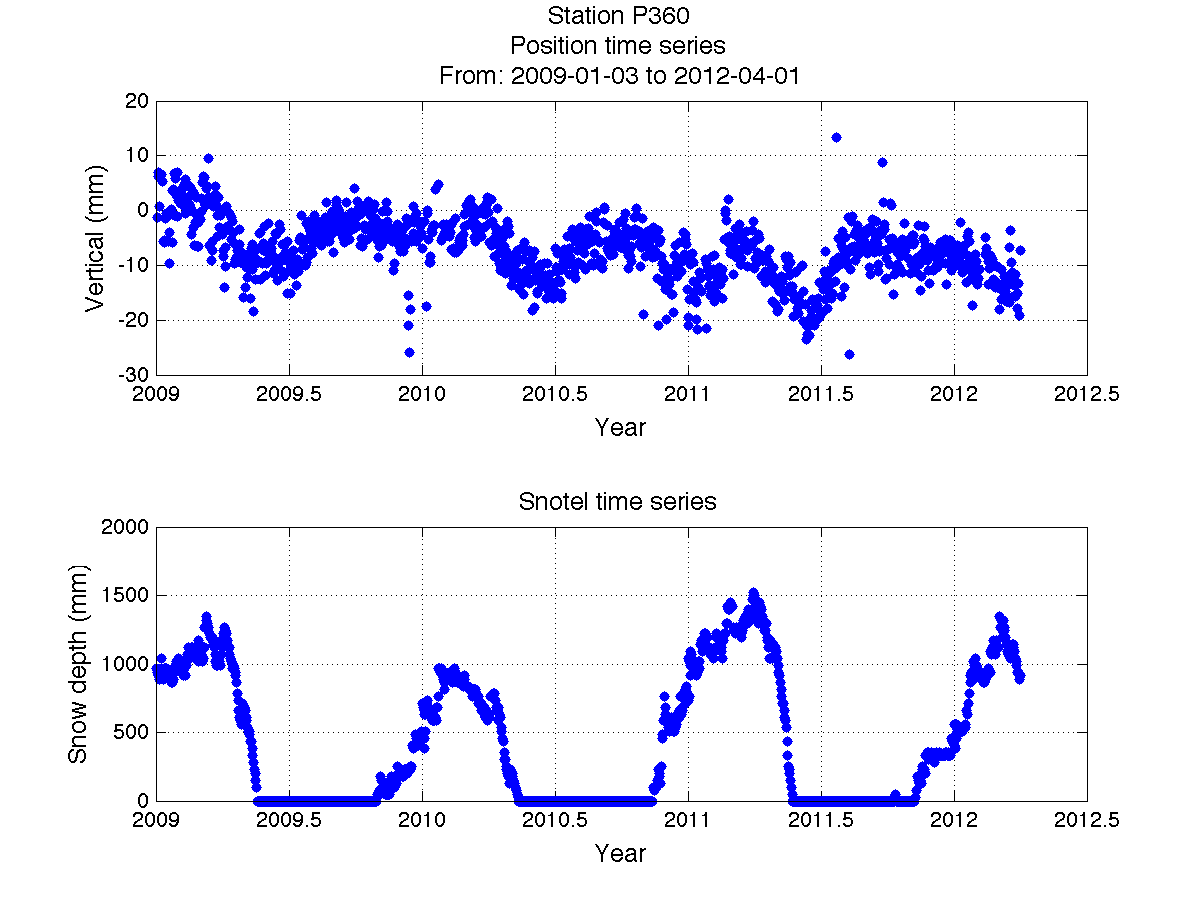 Station P360
Position time series
From: 2009-01-03 to 2012-04-01
20
10
0
-10
-20
-30
Vertical (mm)
2009 2009.5 2010 2010.5 2011 2011.5 2012 2012.5
Year
Snotel time series
2000
1500
1000
500
0
Snow depth (mm)
2009 2009.5 2010 2010.5 2011 2011.5 2012 2012.5
Year